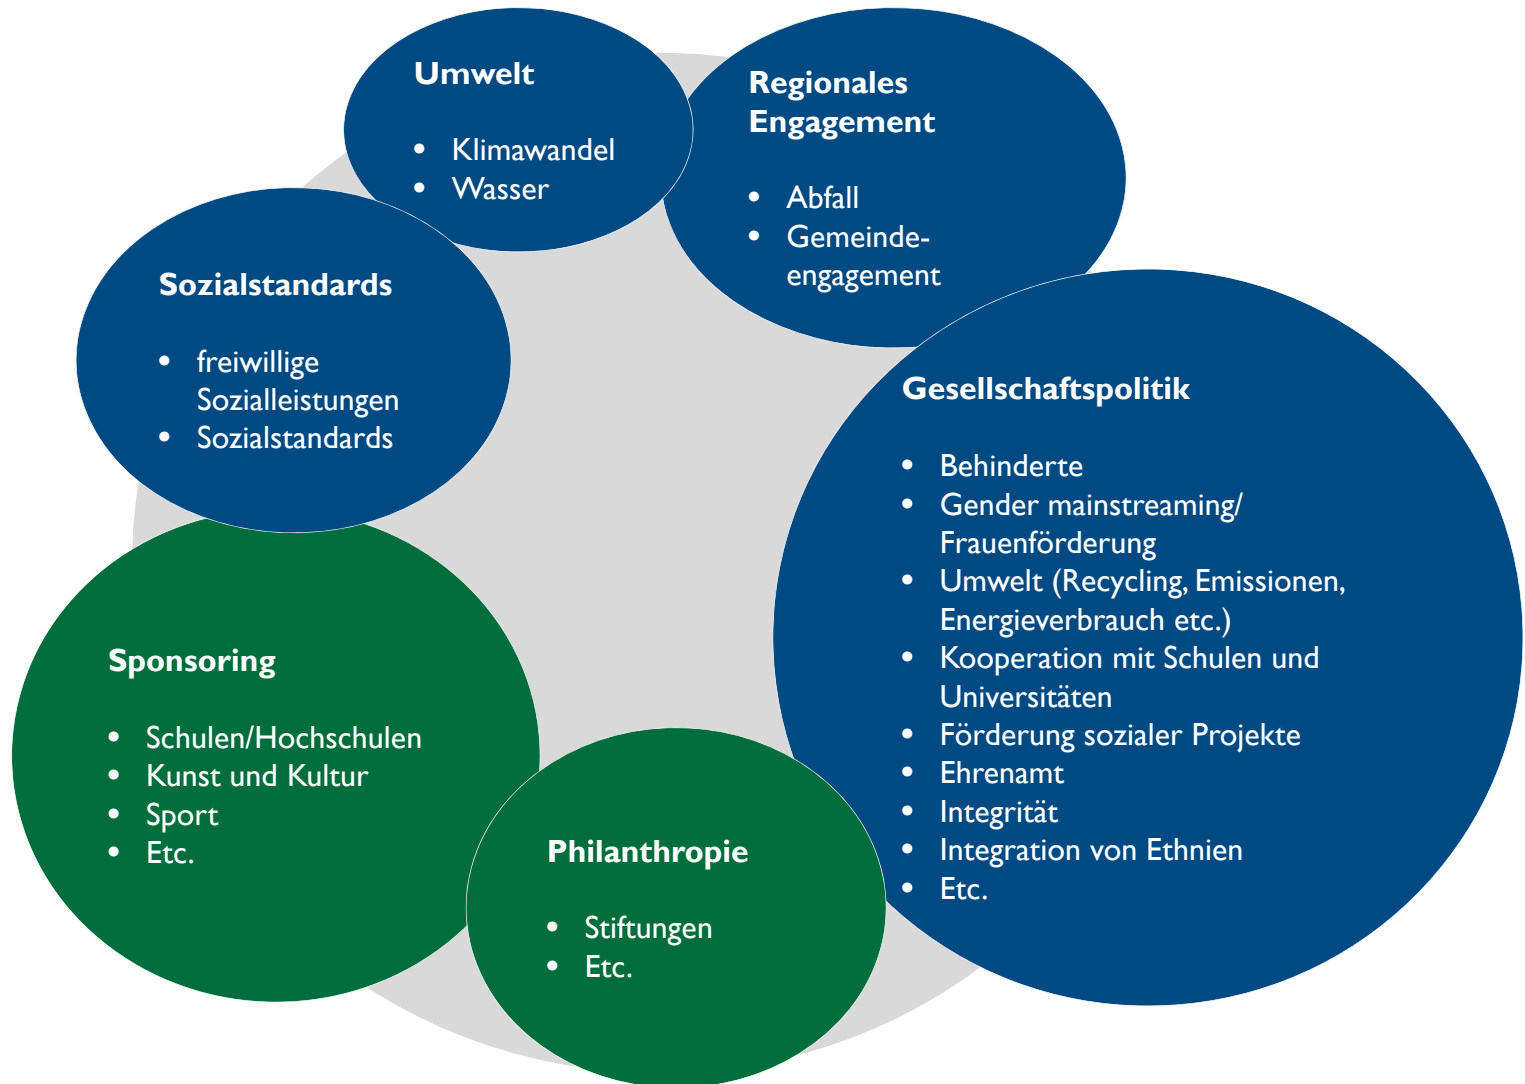 Umwelt
• Klimawandel
• Wasser
Regionales
Engagement
• Abfall
• Gemeinde-
engagement
Sozialstandards
• freiwillige
Sozialleistungen
• Sozialstandards
Gesellschaftspolitik
• Behinderte
• Gender mainstreaming/
Frauenförderung
• Umwelt (Recycling, Emissionen,
Energieverbrauch etc.)
• Kooperation mit Schulen und
Universitäten
• Förderung sozialer Projekte
• Ehrenamt
• Integrität
• Integration von Ethnien
• Etc.
Sponsoring
• Schulen/Hochschulen
• Kunst und Kultur
• Sport
• Etc.
Philanthropie
• Stiftungen
• Etc.